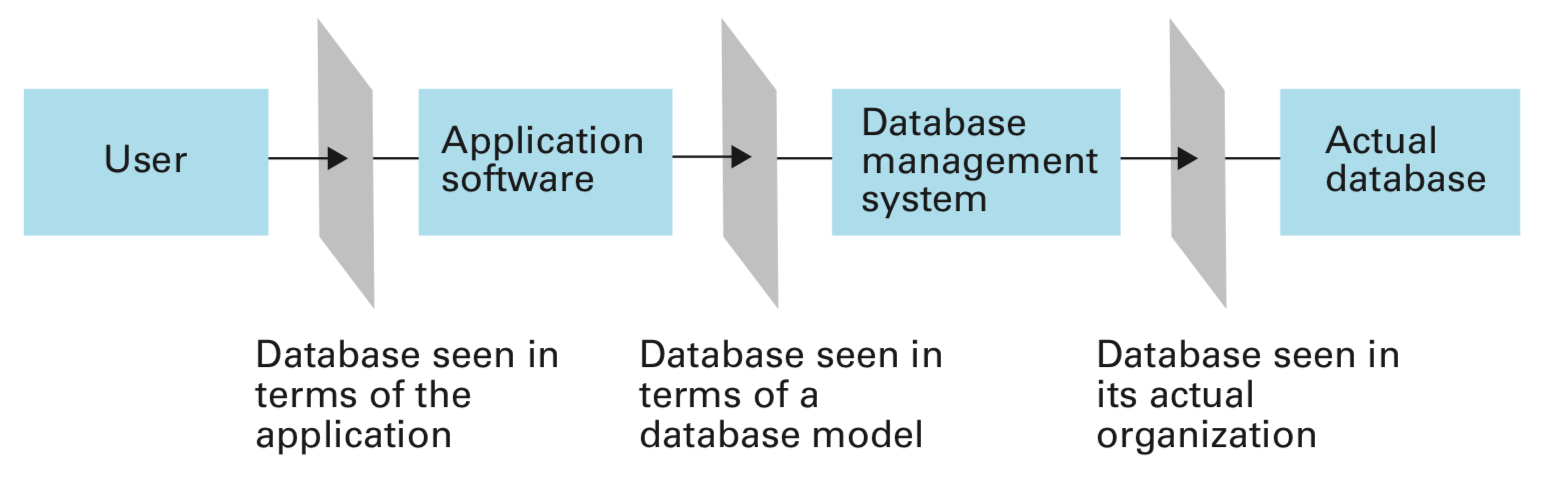 User
Application
software
Database
management
system
Actual
database
Database seen in
terms of the
application
Database seen in
terms of a
database model
Database seen in
its actual
organization